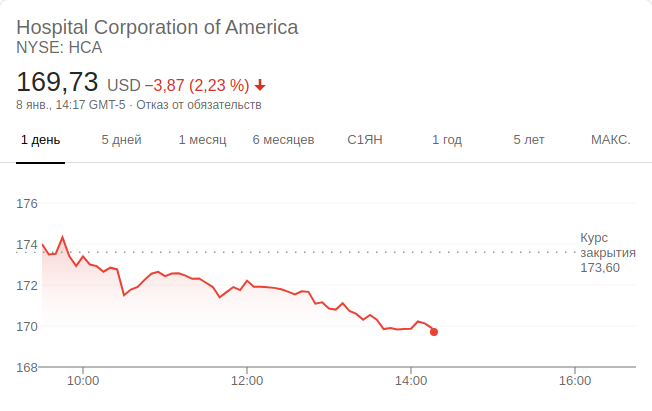 Hospital Corporation of America
NYSE: HCA
169,73 USD −3,87 (2,23 %)
8 янв., 14:17 GMT-5 · Отказ от обязательств
1 день 5 дней 1 месяц 6 месяцев С1ЯН 1 год 5 лет МАКС.
176
174
172
170
168
Курс
закрытия
173,60
10:00 12:00 14:00 16:00